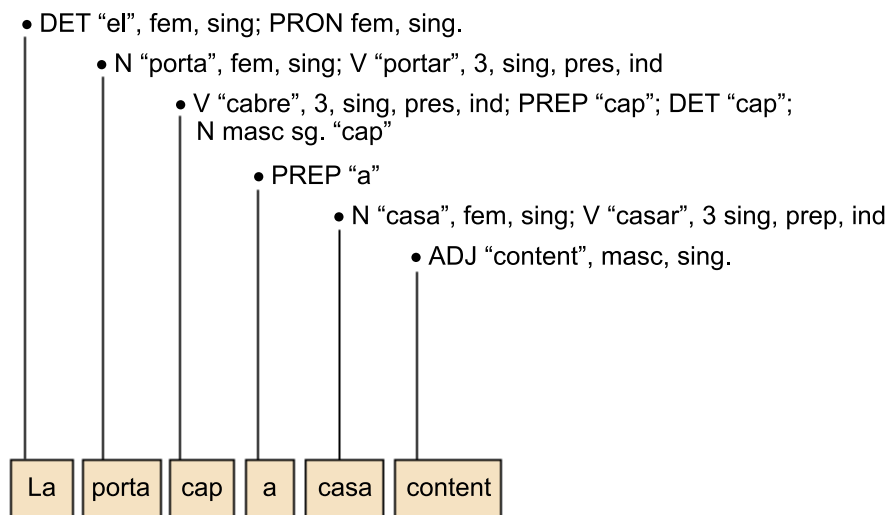 • DET “el”, fem, sing; PRON fem, sing.
• N “porta”, fem, sing; V “portar”, 3, sing, pres, ind
• V “cabre”, 3, sing, pres, ind; PREP “cap”; DET “cap”;
N masc sg. “cap”
• PREP “a”
• N “casa”, fem, sing; V “casar”, 3 sing, prep, ind
• ADJ “content”, masc, sing.
La porta cap a casa content